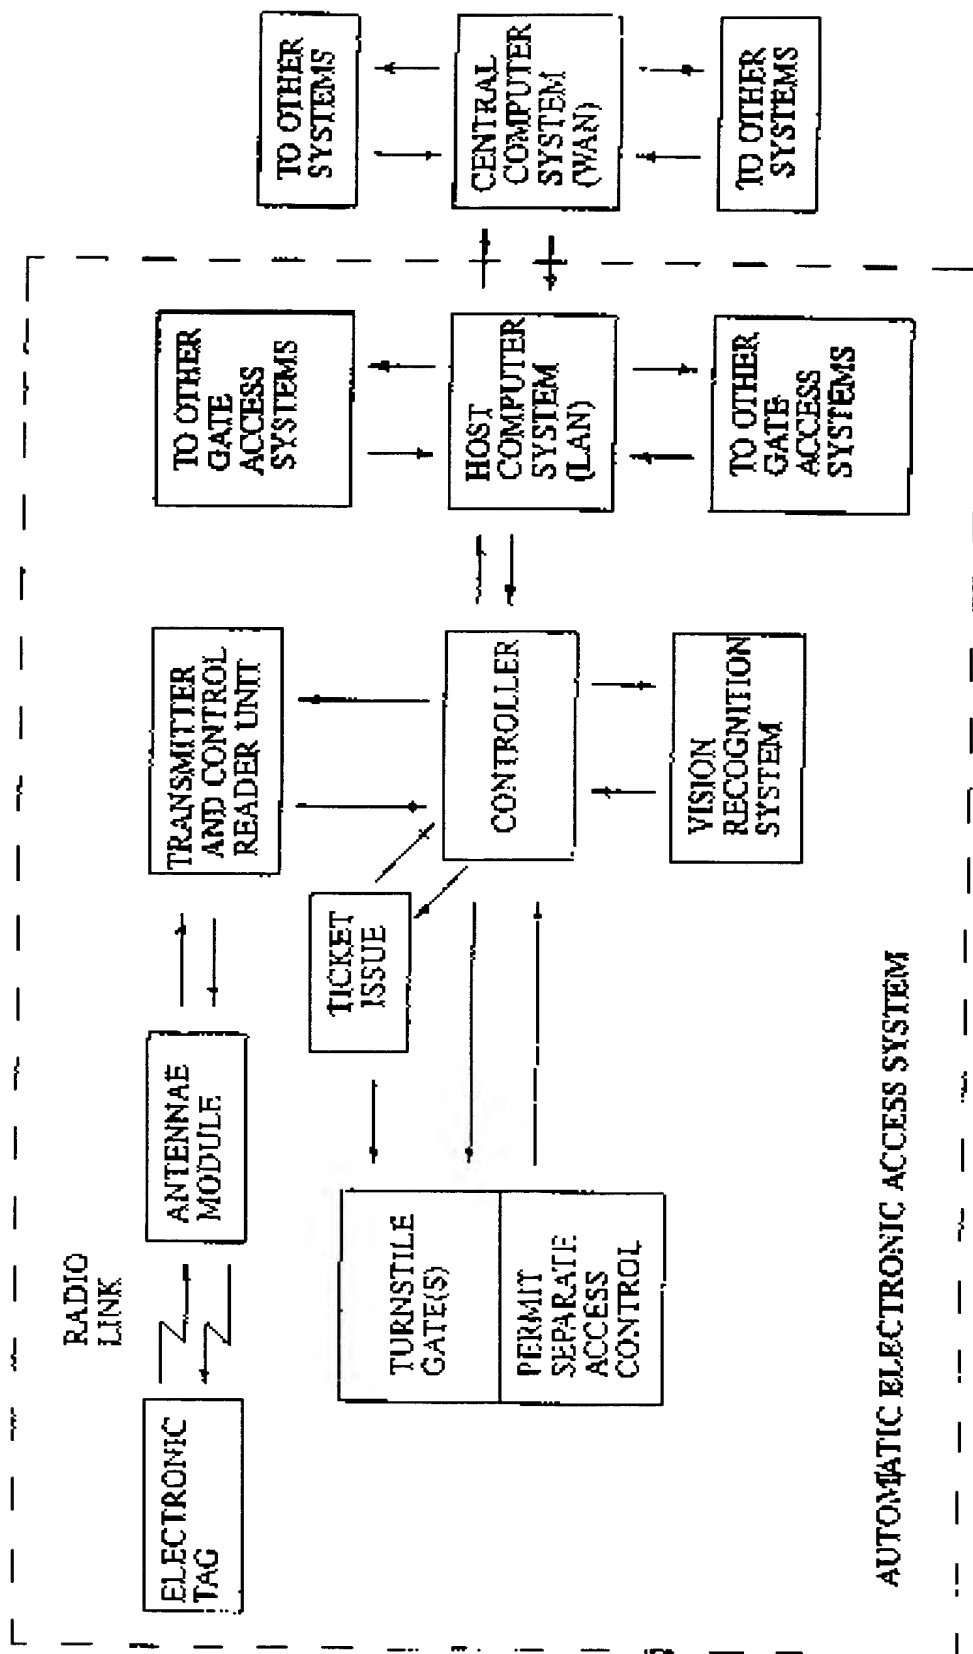 RADIO
LINK
ELECTRONIC
TAG
ANTENNAE
MODULE
TRANSMITTER
AND CONTROL
READER UNIT
TO OTHER
GATE
ACCESS
SYSTEMS
TO OTHER
SYSTEMS
TICKET
ISSUE
TURNSTILE
GATE(S)
PERMIT
SEPARATE
ACCESS
CONTROL
CONTROLLER
HOST
COMPUTER
SYSTEM
(LAN)
CENTRAL
COMPUTER
SYSTEM
(WAN)
VISION
RECOGNITION
SYSTEM
TO OTHER
GATE
ACCESS
SYSTEMS
TO OTHER
SYSTEMS
AUTOMATIC ELECTRONIC ACCESS SYSTEM